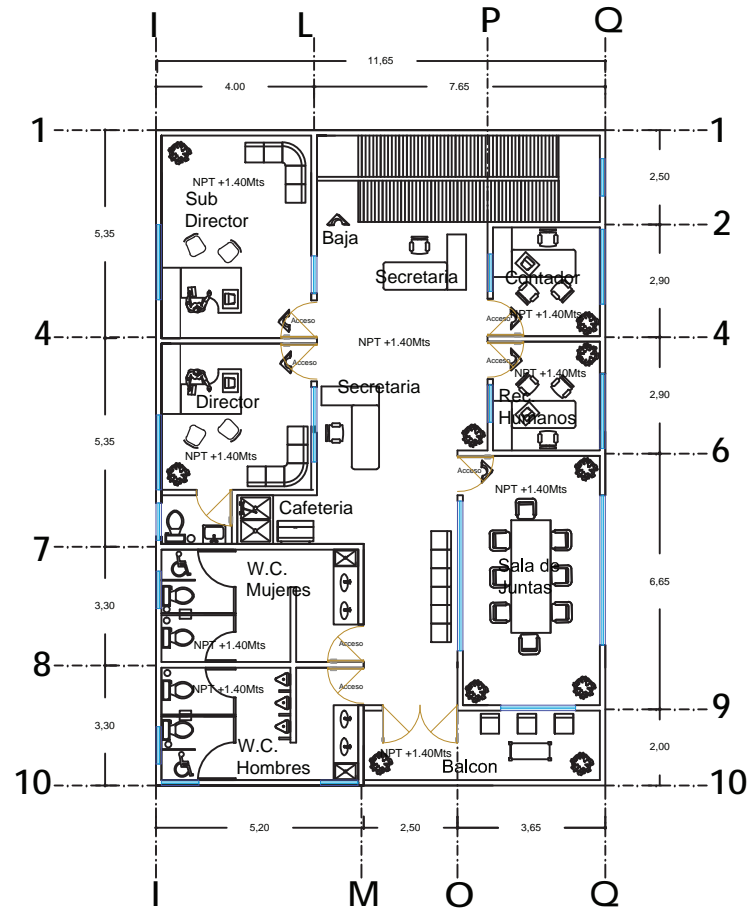 I L P Q
11,65
4.00 7.65
1 1
2,50
NPT +1.40Mts
Sub
Director
NPT +1.40Mts
2
Baja
5,35
Secretaria
Contador
2,90
NPT +1.40Mts
Acceso
Acceso
4 4
NPT +1.40Mts
Acceso
Acceso
NPT +1.40Mts
Secretaria
Director
Rec.
Humanos
2,90
5,35
6
NPT +1.40Mts
Acceso
NPT +1.40Mts
Cafeteria
7
W.C.
Mujeres
Sala de
Juntas
6,65
3,30
NPT +1.40Mts
Acceso
8
NPT +1.40Mts
Acceso
9
3,30
W.C.
Hombres
NPT +1.40Mts
Balcon
2,00
10 10
5,20 2,50 3,65
I M O Q